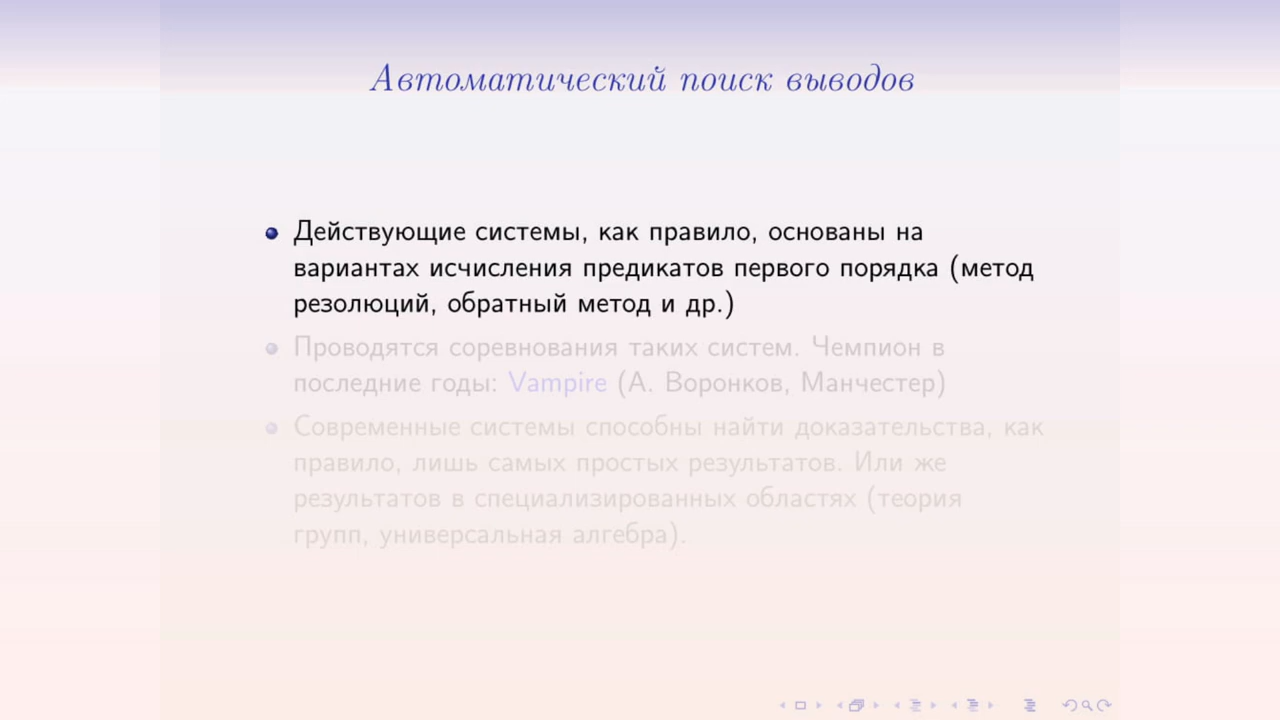 Автоматический поиск выводов
Действующие системы, как правило, основаны на
вариантах исчисления предикатов первого порядка (метод
резолюций, обратный метод и др.)
Проводятся соревнования таких систем. Чемпион в
последние годы: Vampire (А. Воронков, Манчестер)
Современные системы способны найти доказательства, как
правило, лишь самых простых результатов. Или же
результатов в специализированных областях (теория
групп, универсальная алгебра).